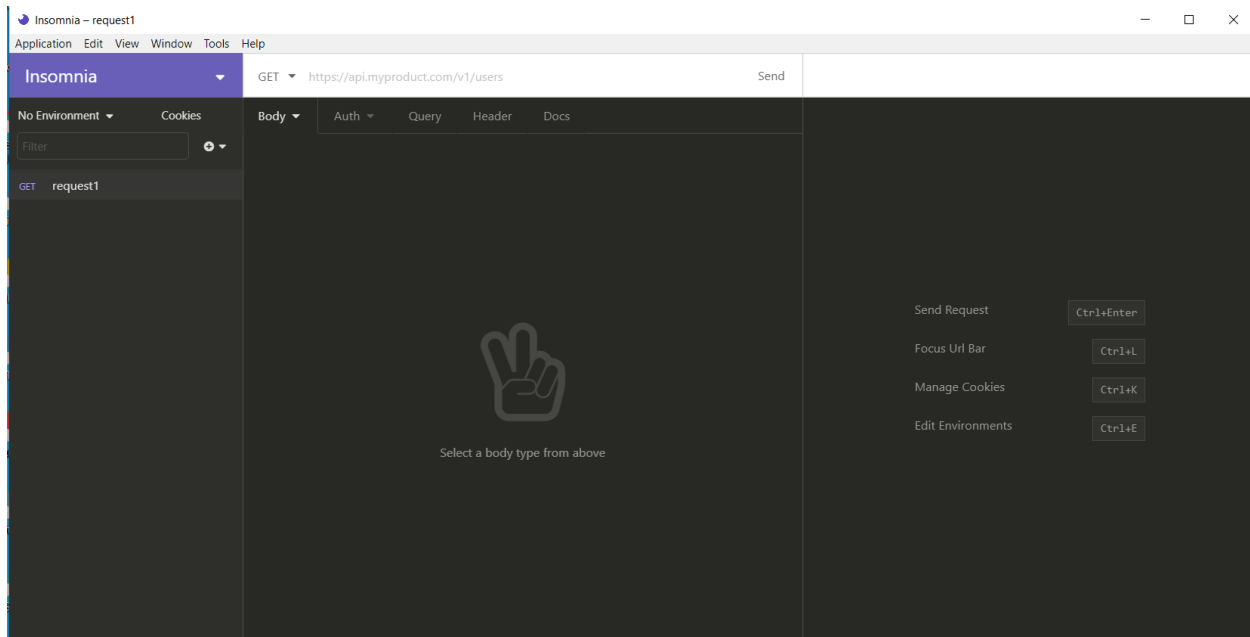 Insomnia – request1
Application Edit View Window Tools Help
Insomnia
GET https://api.myproduct.com/v1/users Send
No Environment Cookies
Body Auth Query Header Docs
Filter
GET request1
Send Request Ctrl+Enter
Focus Url Bar Ctrl+L
Manage Cookies Ctrl+K
Edit Environments Ctrl+E
Select a body type from above